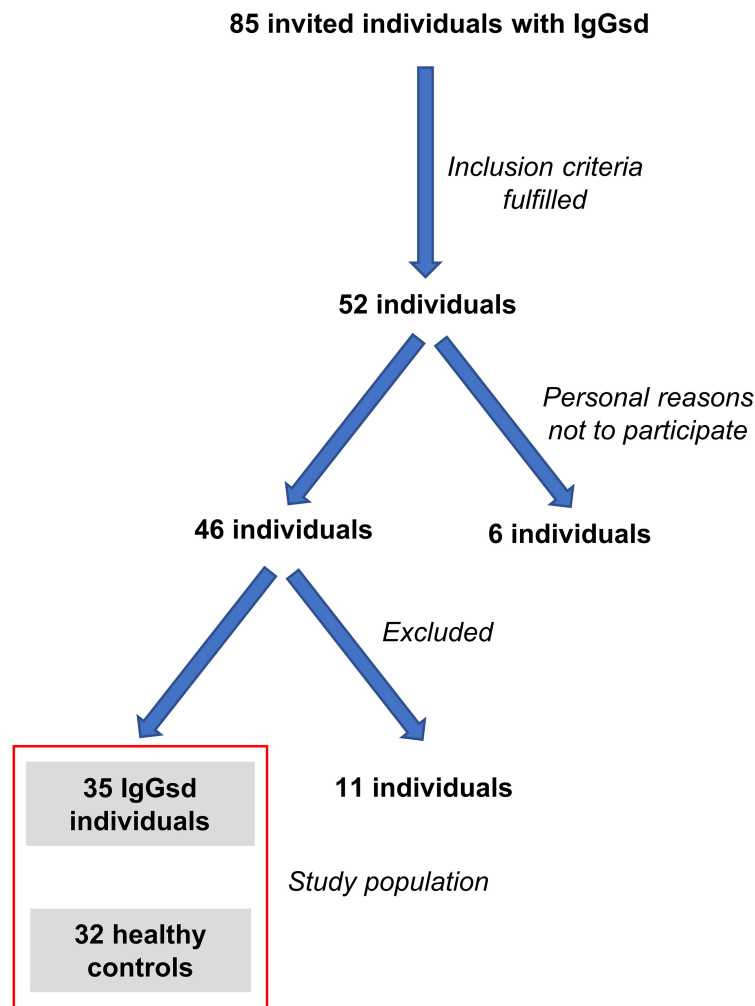 85 invited individuals with IgGsd
Inclusion criteria
fulfilled
52 individuals
Personal reasons
not to participate
46 individuals
6 individuals
Excluded
35 IgGsd
individuals
11 individuals
Study population
32 healthy
controls